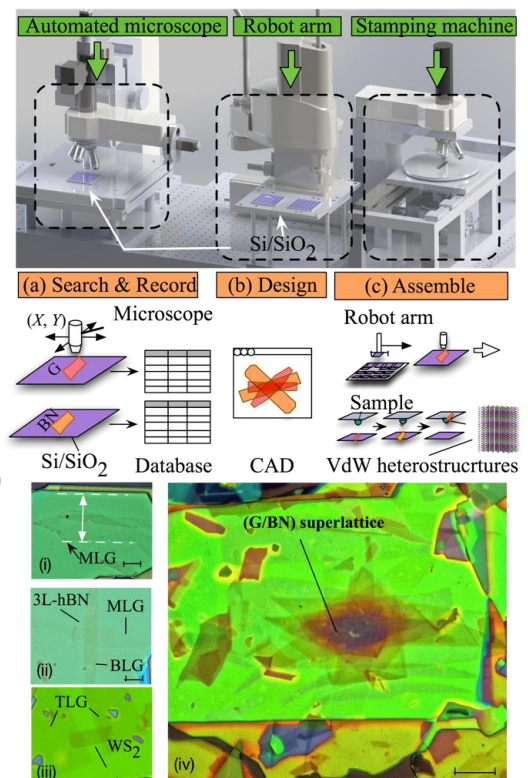 Automated microscope
Robot arm
Stamping machine
Si/SiO2
(a) Search & Record
(b) Design
(c) Assemble
(X, Y)
Microscope
Robot arm
G
BN
Sample
Si/SiO2
Database
CAD
VdW heterostrucrtures
(i)
MLG
(G/BN) superlattice
3L-hBN
MLG
(ii)
BLG
TLG
(iii)
WS2
(iv)